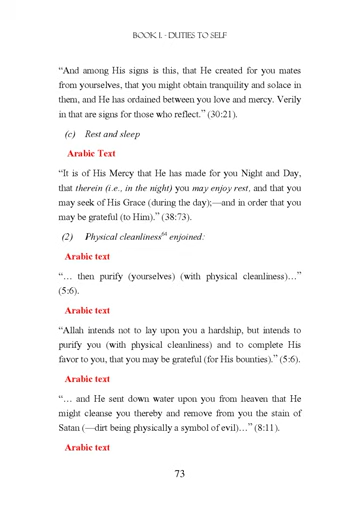 BOOK I. - DUTIES TO SELF
“And among His signs is this, that He created for you mates
from yourselves, that you might obtain tranquility and solace in
them, and He has ordained between you love and mercy. Verily
in that are signs for those who reflect.” (30:21).
(c) Rest and sleep
Arabic Text
“It is of His Mercy that He has made for you Night and Day,
that therein (i.e., in the night) you may enjoy rest, and that you
may seek of His Grace (during the day);—and in order that you
may be grateful (to Him).” (38:73).
(2) Physical cleanliness64 enjoined:
Arabic text
“… then purify (yourselves) (with physical cleanliness)…”
(5:6).
Arabic text
“Allah intends not to lay upon you a hardship, but intends to
purify you (with physical cleanliness) and to complete His
favor to you, that you may be grateful (for His bounties).” (5:6).
Arabic text
“… and He sent down water upon you from heaven that He
might cleanse you thereby and remove from you the stain of
Satan (—dirt being physically a symbol of evil)…” (8:11).
Arabic text
73